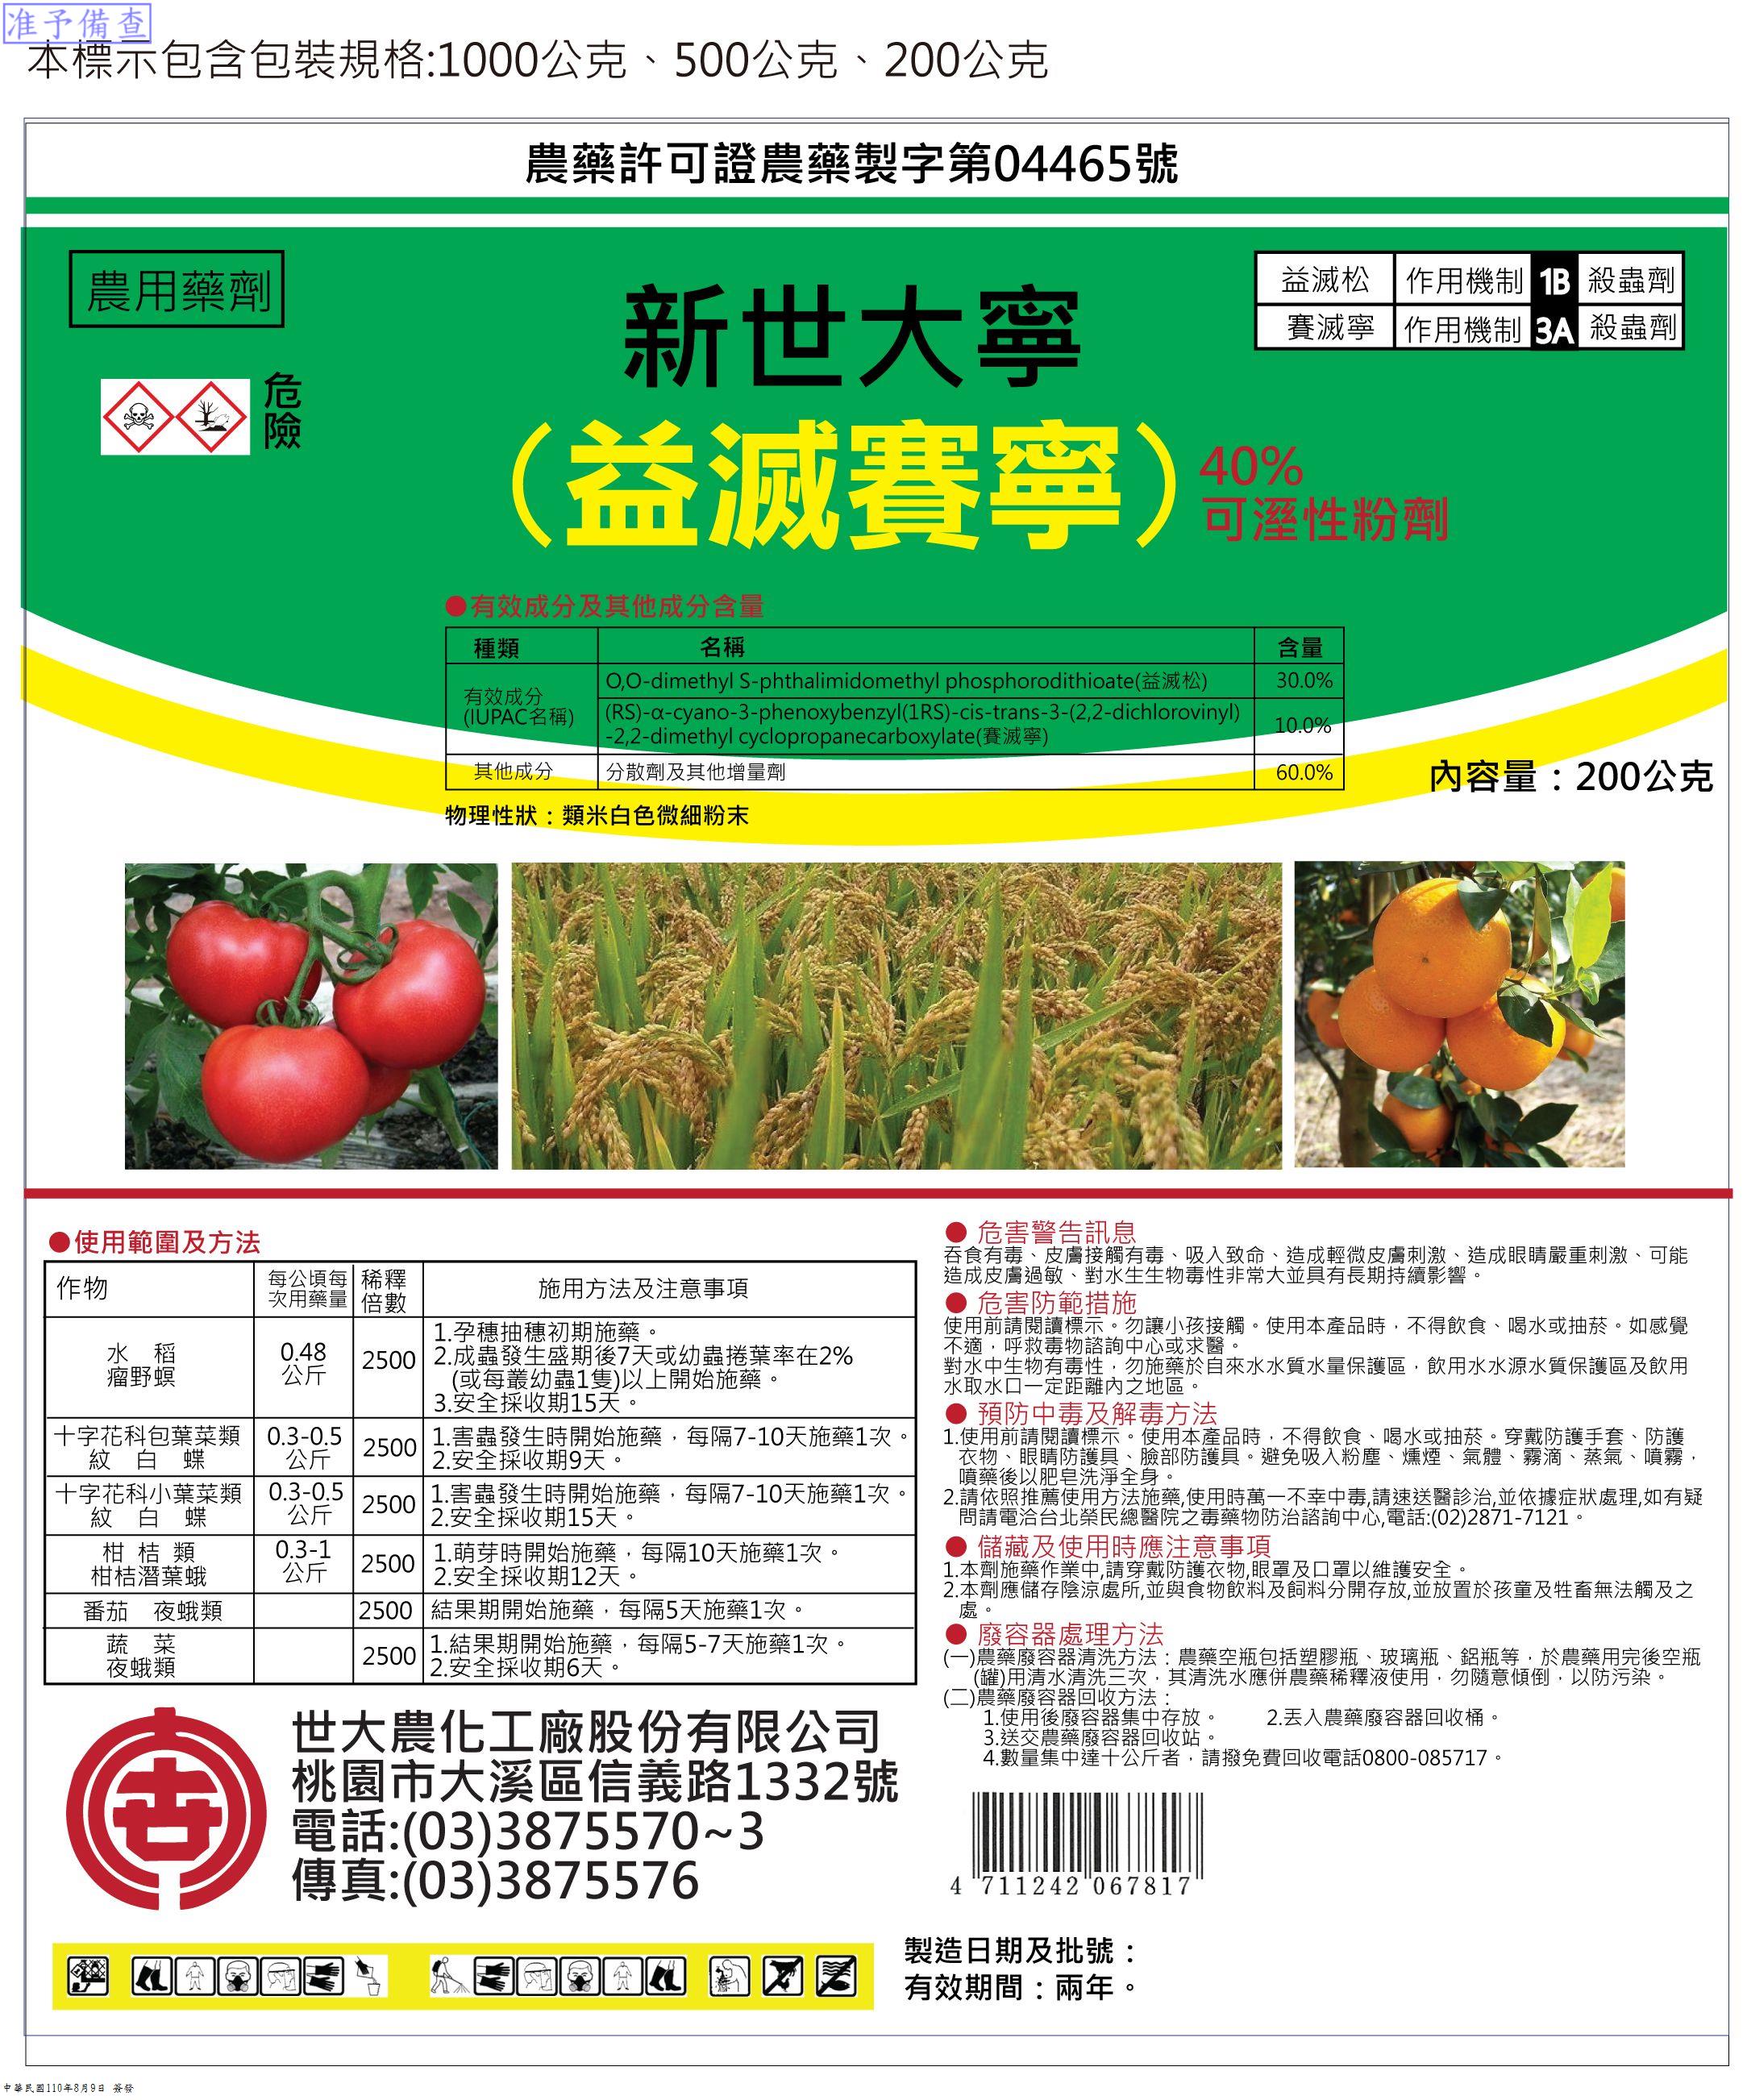 准予備查
本標示包含包裝規格:1000公克、500公克、200公克
農藥許可證農藥製字第04465號
農用藥劑
危險
新世大寧
(益滅賽寧)
40%
可溼性粉劑
益滅松 作用機制 1B 殺蟲劑
賽滅寧 作用機制 3A 殺蟲劑
●有效成分及其他成分含量
種類 名稱 含量
有效成分
(IUPAC名稱)
O,O-dimethyl S-phthalimidomethyl phosphorodithioate(益滅松) 30.0%
(RS)-α-cyano-3-phenoxybenzyl(1RS)-cis-trans-3-(2,2-dichlorovinyl)
-2,2-dimethyl cyclopropanecarboxylate(賽滅寧) 10.0%
其他成分 分散劑及其他增量劑 60.0%
物理性狀：類米白色微細粉末
內容量：200公克
●使用範圍及方法
作物 每公頃每次用藥量 稀釋倍數 施用方法及注意事項
水 稻
瘤野螟
0.48
公斤
2500
1.孕穗抽穗初期施藥。
2.成蟲發生盛期後7天或幼蟲捲葉率在2%
(或每叢幼蟲1隻)以上開始施藥。
3.安全採收期15天。
十字花科包葉菜類
紋 白 蝶
0.3-0.5
公斤
2500
1.害蟲發生時開始施藥，每隔7-10天施藥1次。
2.安全採收期9天。
十字花科小葉菜類
紋 白 蝶
0.3-0.5
公斤
2500
1.害蟲發生時開始施藥，每隔7-10天施藥1次。
2.安全採收期15天。
柑 桔 類
柑桔潛葉蛾
0.3-1
公斤
2500
1.萌芽時開始施藥，每隔10天施藥1次。
2.安全採收期12天。
番茄 夜蛾類 2500 結果期開始施藥，每隔5天施藥1次。
蔬 菜
夜蛾類
2500
1.結果期開始施藥，每隔5-7天施藥1次。
2.安全採收期6天。
世大農化工廠股份有限公司
桃園市大溪區信義路1332號
電話:(03)3875570~3
傳真:(03)3875576
● 危害警告訊息
吞食有毒、皮膚接觸有毒、吸入致命、造成輕微皮膚刺激、造成眼睛嚴重刺激、可能
造成皮膚過敏、對水生生物毒性非常大並具有長期持續影響。
● 危害防範措施
使用前請閱讀標示。勿讓小孩接觸。使用本產品時，不得飲食、喝水或抽菸。如感覺
不適，呼救毒物諮詢中心或求醫。
對水中生物有毒性，勿施藥於自來水水質水量保護區，飲用水水源水質保護區及飲用
水取水口一定距離內之地區。
● 預防中毒及解毒方法
1.使用前請閱讀標示。使用本產品時，不得飲食、喝水或抽菸。穿戴防護手套、防護
衣物、眼睛防護具、臉部防護具。避免吸入粉塵、燻煙、氣體、霧滴、蒸氣、噴霧，
噴藥後以肥皂洗淨全身。
2.請依照推薦使用方法施藥,使用時萬一不幸中毒,請速送醫診治,並依據症狀處理,如有疑
問請電洽台北榮民總醫院之毒藥物防治諮詢中心,電話:(02)2871-7121。
● 儲藏及使用時應注意事項
1.本劑施藥作業中,請穿戴防護衣物,眼罩及口罩以維護安全。
2.本劑應儲存陰涼處所,並與食物飲料及飼料分開存放,並放置於孩童及牲畜無法觸及之
處。
● 廢容器處理方法
(一)農藥廢容器清洗方法：農藥空瓶包括塑膠瓶、玻璃瓶、鋁瓶等，於農藥用完後空瓶
(罐)用清水清洗三次，其清洗水應併農藥稀釋液使用，勿隨意傾倒，以防污染。
(二)農藥廢容器回收方法：
1.使用後廢容器集中存放。 2.丟入農藥廢容器回收桶。
3.送交農藥廢容器回收站。
4.數量集中達十公斤者，請撥免費回收電話0800-085717。
4 711242 067817
製造日期及批號：
有效期間：兩年。
中華民國110年8月9日 簽發